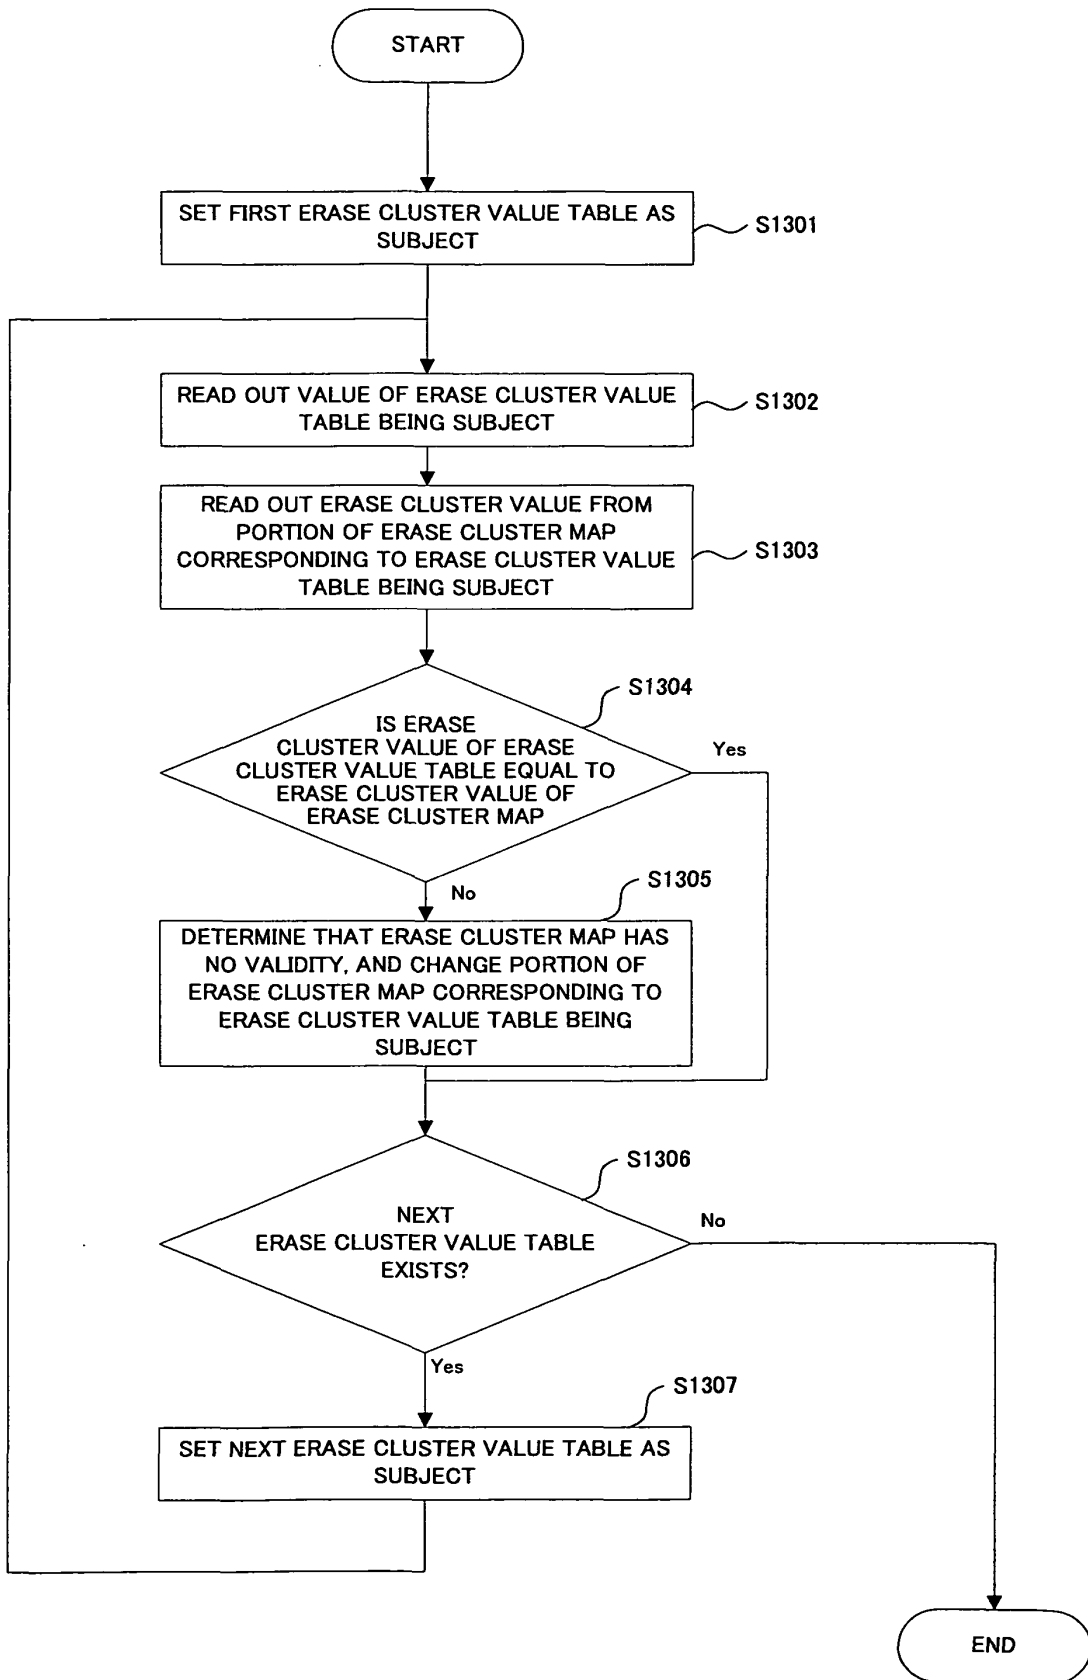 START
SET FIRST ERASE CLUSTER VALUE TABLE AS
SUBJECT
S1301
READ OUT VALUE OF ERASE CLUSTER VALUE
TABLE BEING SUBJECT
S1302
READ OUT ERASE CLUSTER VALUE FROM
PORTION OF ERASE CLUSTER MAP
CORRESPONDING TO ERASE CLUSTER VALUE
TABLE BEING SUBJECT
S1303
S1304
IS ERASE
CLUSTER VALUE OF ERASE
CLUSTER VALUE TABLE EQUAL TO
ERASE CLUSTER VALUE OF
ERASE CLUSTER MAP
Yes
No
S1305
DETERMINE THAT ERASE CLUSTER MAP HAS
NO VALIDITY, AND CHANGE PORTION OF
ERASE CLUSTER MAP CORRESPONDING TO
ERASE CLUSTER VALUE TABLE BEING
SUBJECT
S1306
NEXT
ERASE CLUSTER VALUE TABLE
EXISTS?
No
Yes
S1307
SET NEXT ERASE CLUSTER VALUE TABLE AS
SUBJECT
END